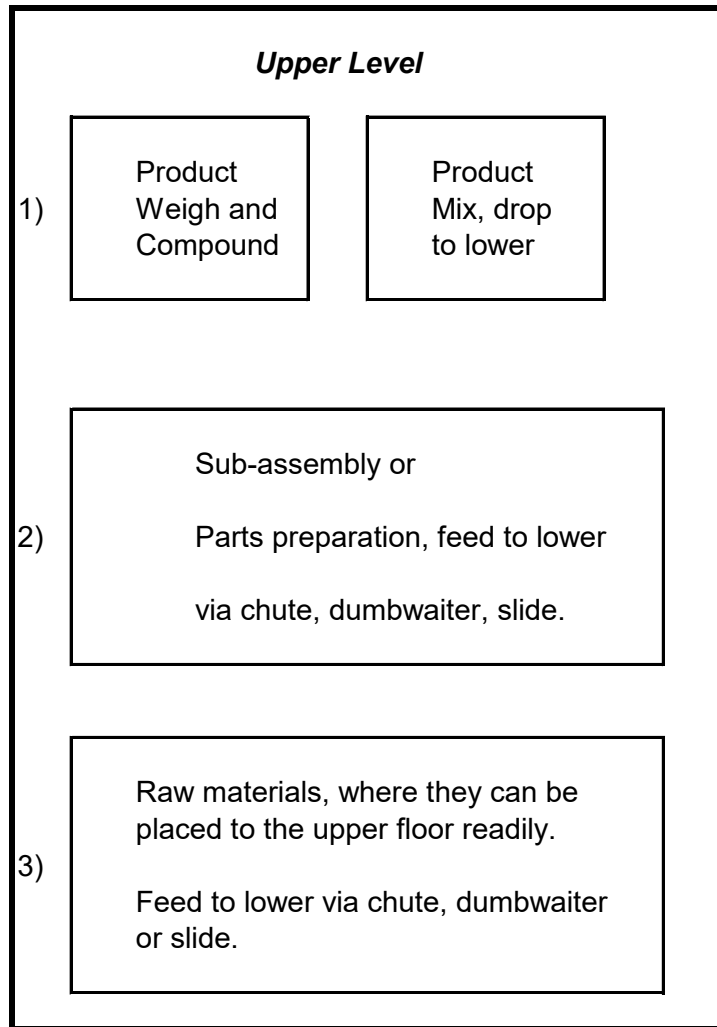 Upper Level
1)
Product
Weigh and
Compound
Product
Mix, drop
to lower
2)
Sub-assembly or
Parts preparation, feed to lower
via chute, dumbwaiter, slide.
3)
Raw materials, where they can be
placed to the upper floor readily.
Feed to lower via chute, dumbwaiter
or slide.